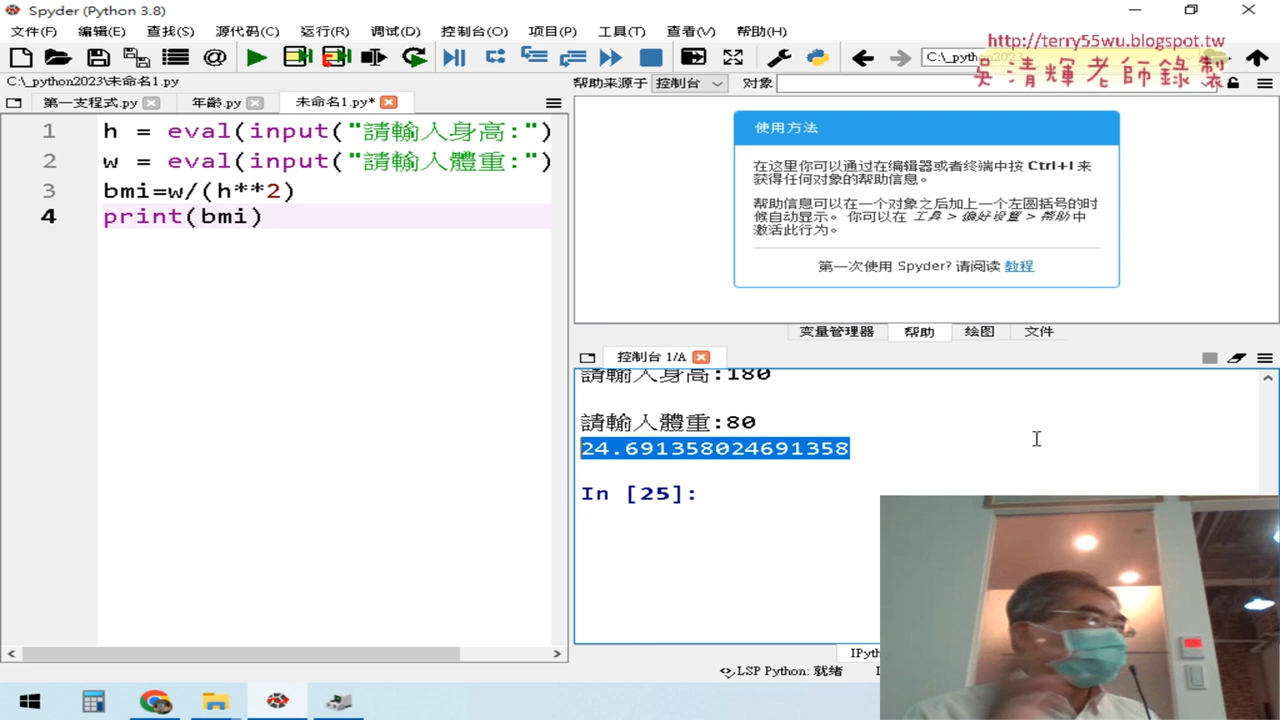 Spyder (Python 3.8)
文件(F) 编辑(E) 查找(S) 源代码(C) 运行(R) 调试(D) 控制台(O) 项目(P) 工具(T) 查看(V) 帮助(H)
http://terry55wu.blogspot.tw
吳清輝老師錄製
C:\_python2023\未命名1.py
帮助来源于 控制台 对象
第一支程式.py 年齡.py 未命名1.py*
1 h = eval(input("請輸入身高:")
2 w = eval(input("請輸入體重:")
3 bmi=w/(h**2)
4 print(bmi)
使用方法
在这里你可以通过在编辑器或者终端中按 Ctrl+I 来
获得任何对象的帮助信息。
帮助信息可以在一个对象之后加上一个左圆括号的时
候自动显示。 你可以在 工具 > 偏好设置 > 帮助 中
激活此行为。
第一次使用 Spyder? 请阅读 教程
变量管理器 帮助 绘图 文件
控制台 1/A
請輸入身高:180
請輸入體重:80
24.691358024691358
In [25]:
LSP Python: 就绪